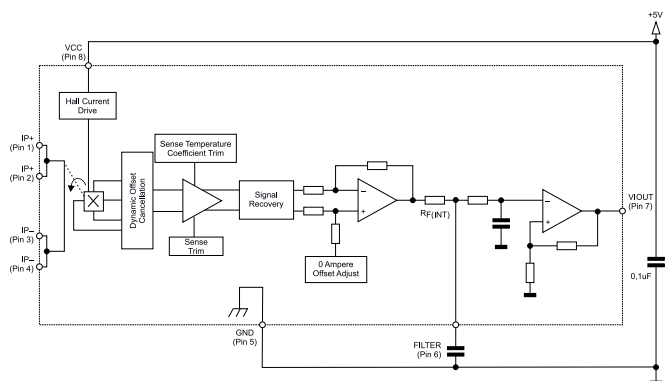 +5V
VCC
(Pin 8)
Hall Current
Drive
IP+
(Pin 1)
IP+
(Pin 2)
IP−
(Pin 3)
IP−
(Pin 4)
Dynamic Offset
Cancellation
Sense Temperature
Coefficient Trim
Sense
Trim
Signal
Recovery
0 Ampere
Offset Adjust
−
+
RF(INT)
−
+
VIOUT
(Pin 7)
0,1uF
GND
(Pin 5)
FILTER
(Pin 6)